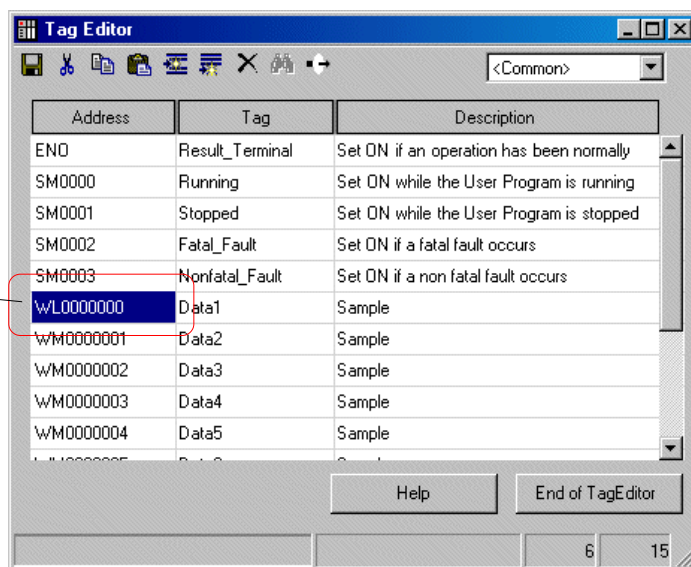 Tag Editor
<Common>
Address Tag Description
ENO Result_Terminal Set ON if an operation has been normally
SM0000 Running Set ON while the User Program is running
SM0001 Stopped Set ON while the User Program is stopped
SM0002 Fatal_Fault Set ON if a fatal fault occurs
SM0003 Nonfatal_Fault Set ON if a non fatal fault occurs
WL0000000 Data1 Sample
WM0000001 Data2 Sample
WM0000002 Data3 Sample
WM0000003 Data4 Sample
WM0000004 Data5 Sample
Help End of TagEditor
6 15